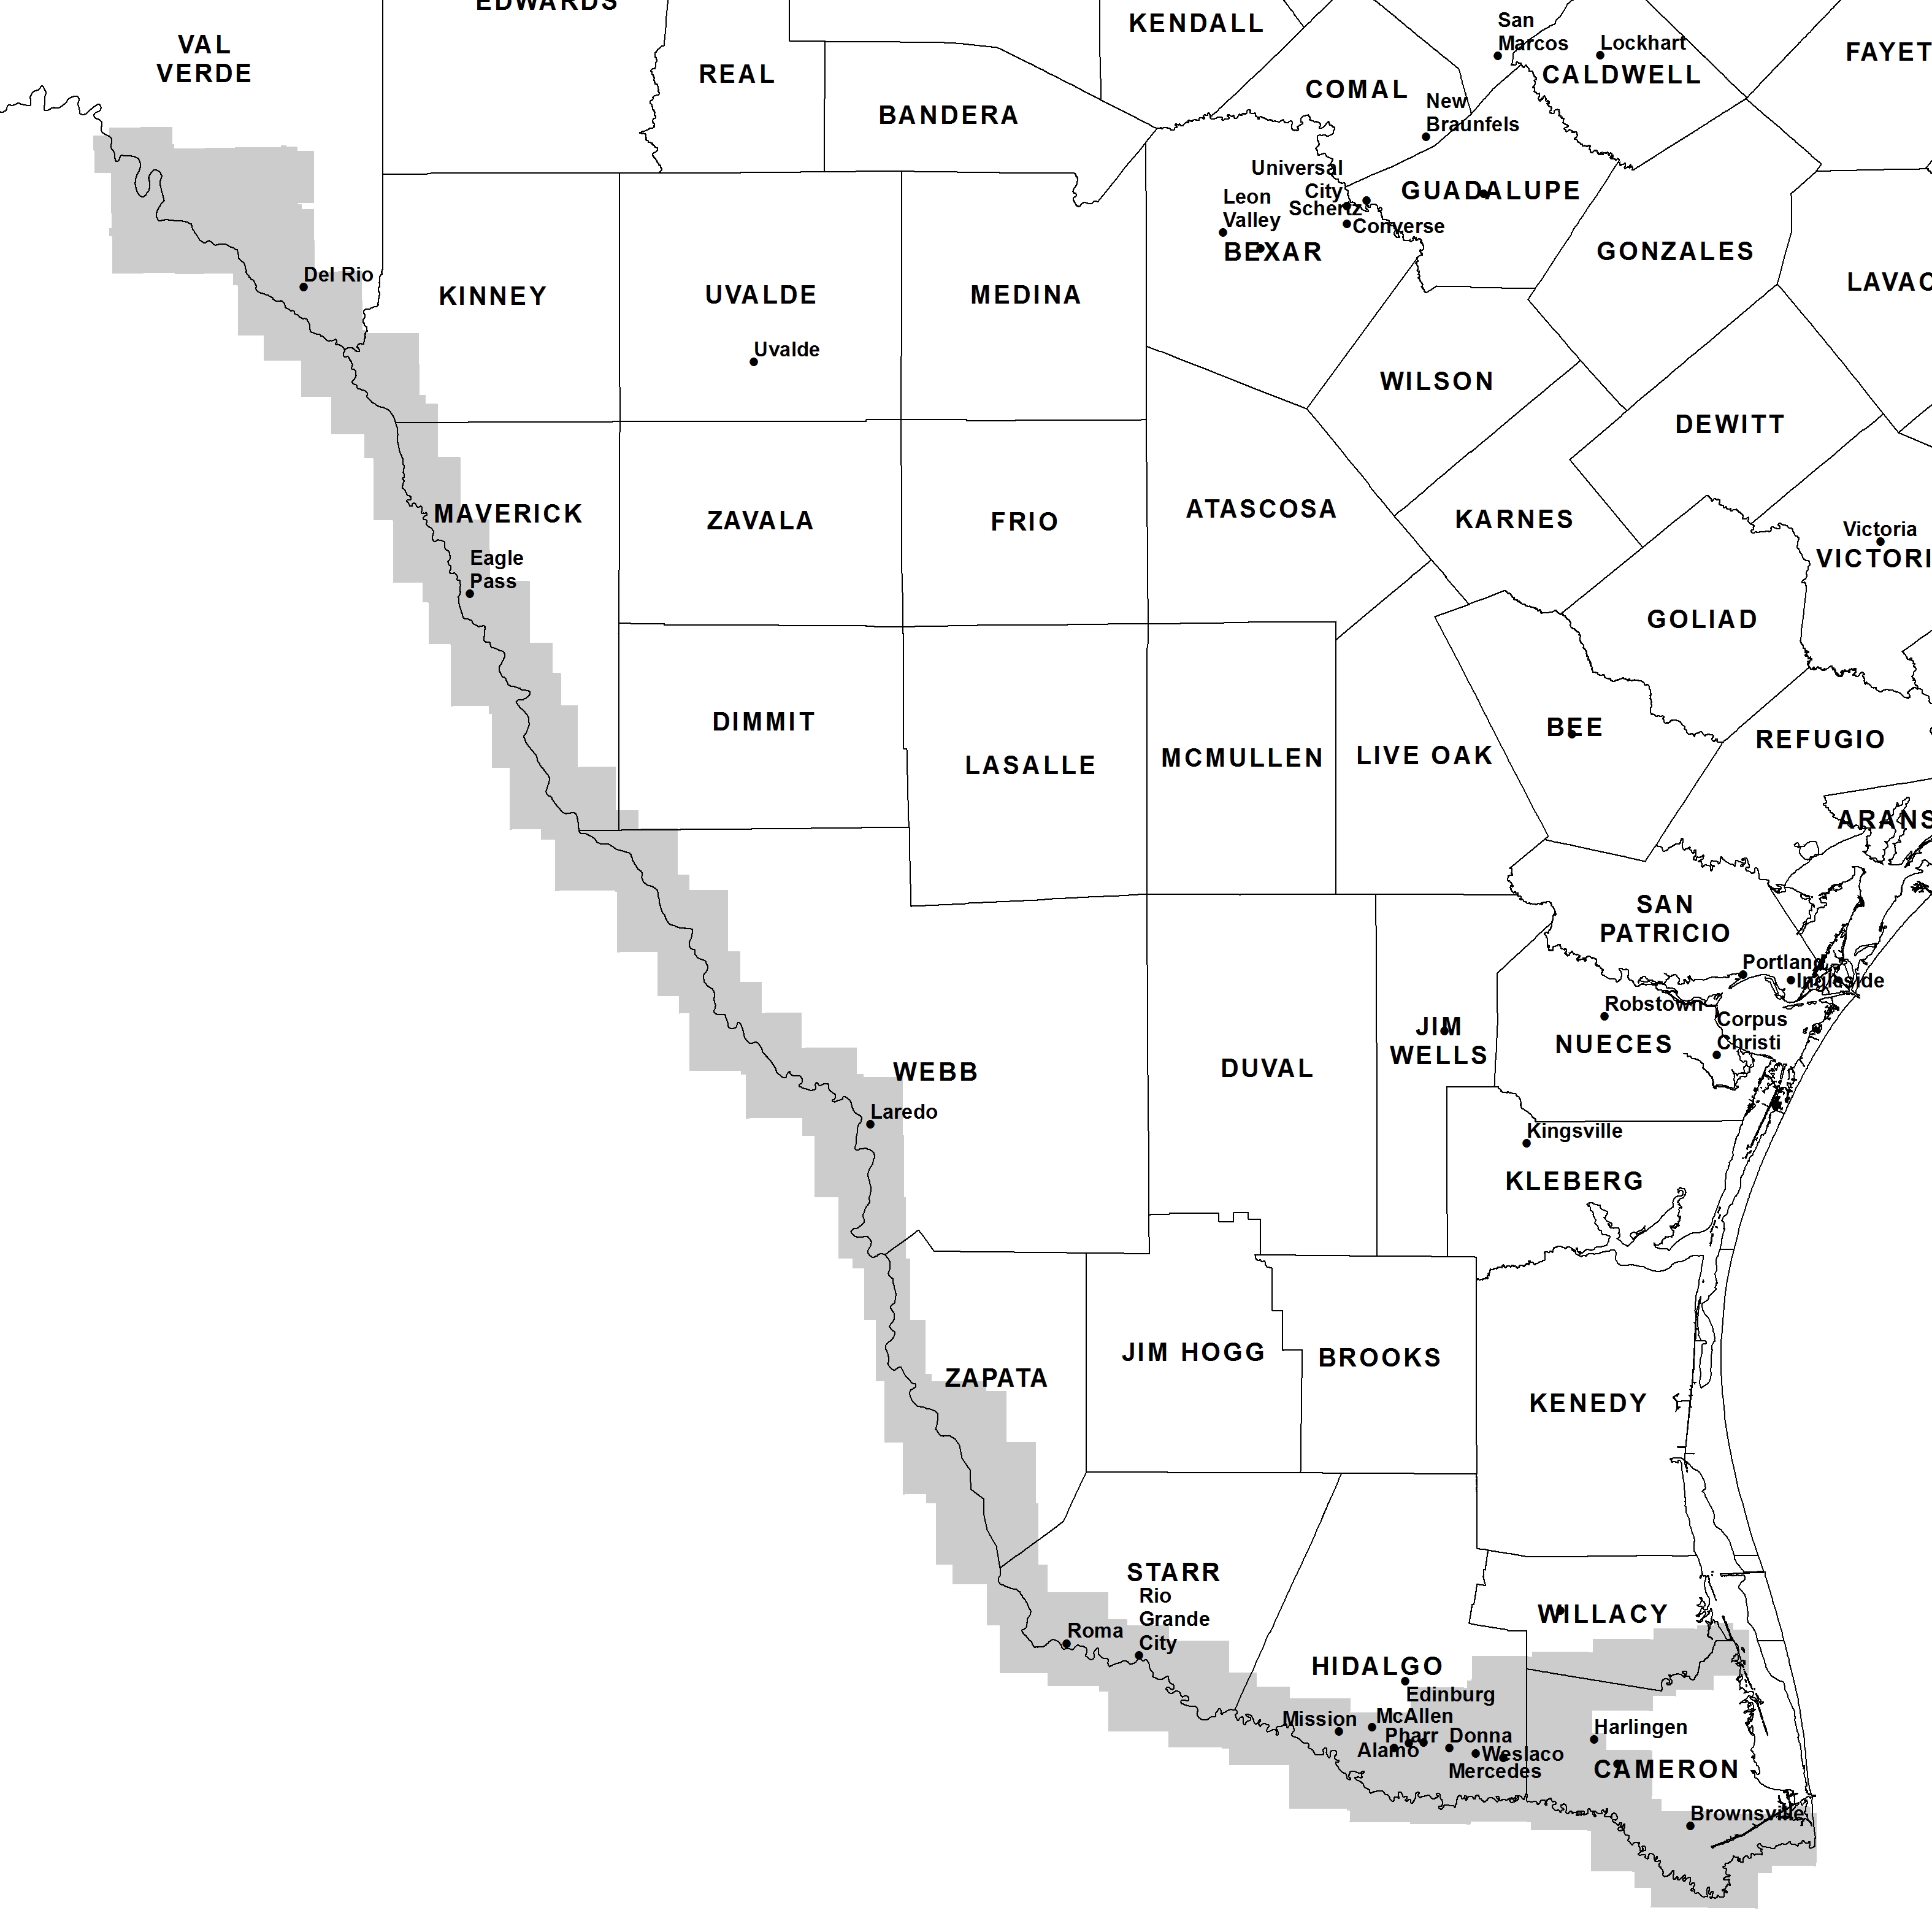 EDWARDS
KENDALL
San
Marcos
Lockhart
VAL
VERDE
REAL
FAYET
CALDWELL
COMAL
New
Braunfels
BANDERA
Universal
City
Leon
Valley
Schertz
GUADALUPE
Converse
BEXAR
GONZALES
Del Rio
KINNEY
UVALDE
MEDINA
LAVAC
Uvalde
WILSON
DEWITT
MAVERICK
ZAVALA
FRIO
ATASCOSA
KARNES
Victoria
VICTORI
Eagle
Pass
GOLIAD
DIMMIT
LASALLE
MCMULLEN
LIVE OAK
BEE
REFUGIO
ARANS
SAN
PATRICIO
Portland
Ingleside
Robstown
Corpus
Christi
JIM
WELLS
NUECES
WEBB
DUVAL
Laredo
Kingsville
KLEBERG
ZAPATA
JIM HOGG
BROOKS
KENEDY
STARR
Rio
Grande
City
Roma
WILLACY
HIDALGO
Edinburg
Mission
McAllen
Pharr
Donna
Alamo
Weslaco
Mercedes
Harlingen
CAMERON
Brownsville